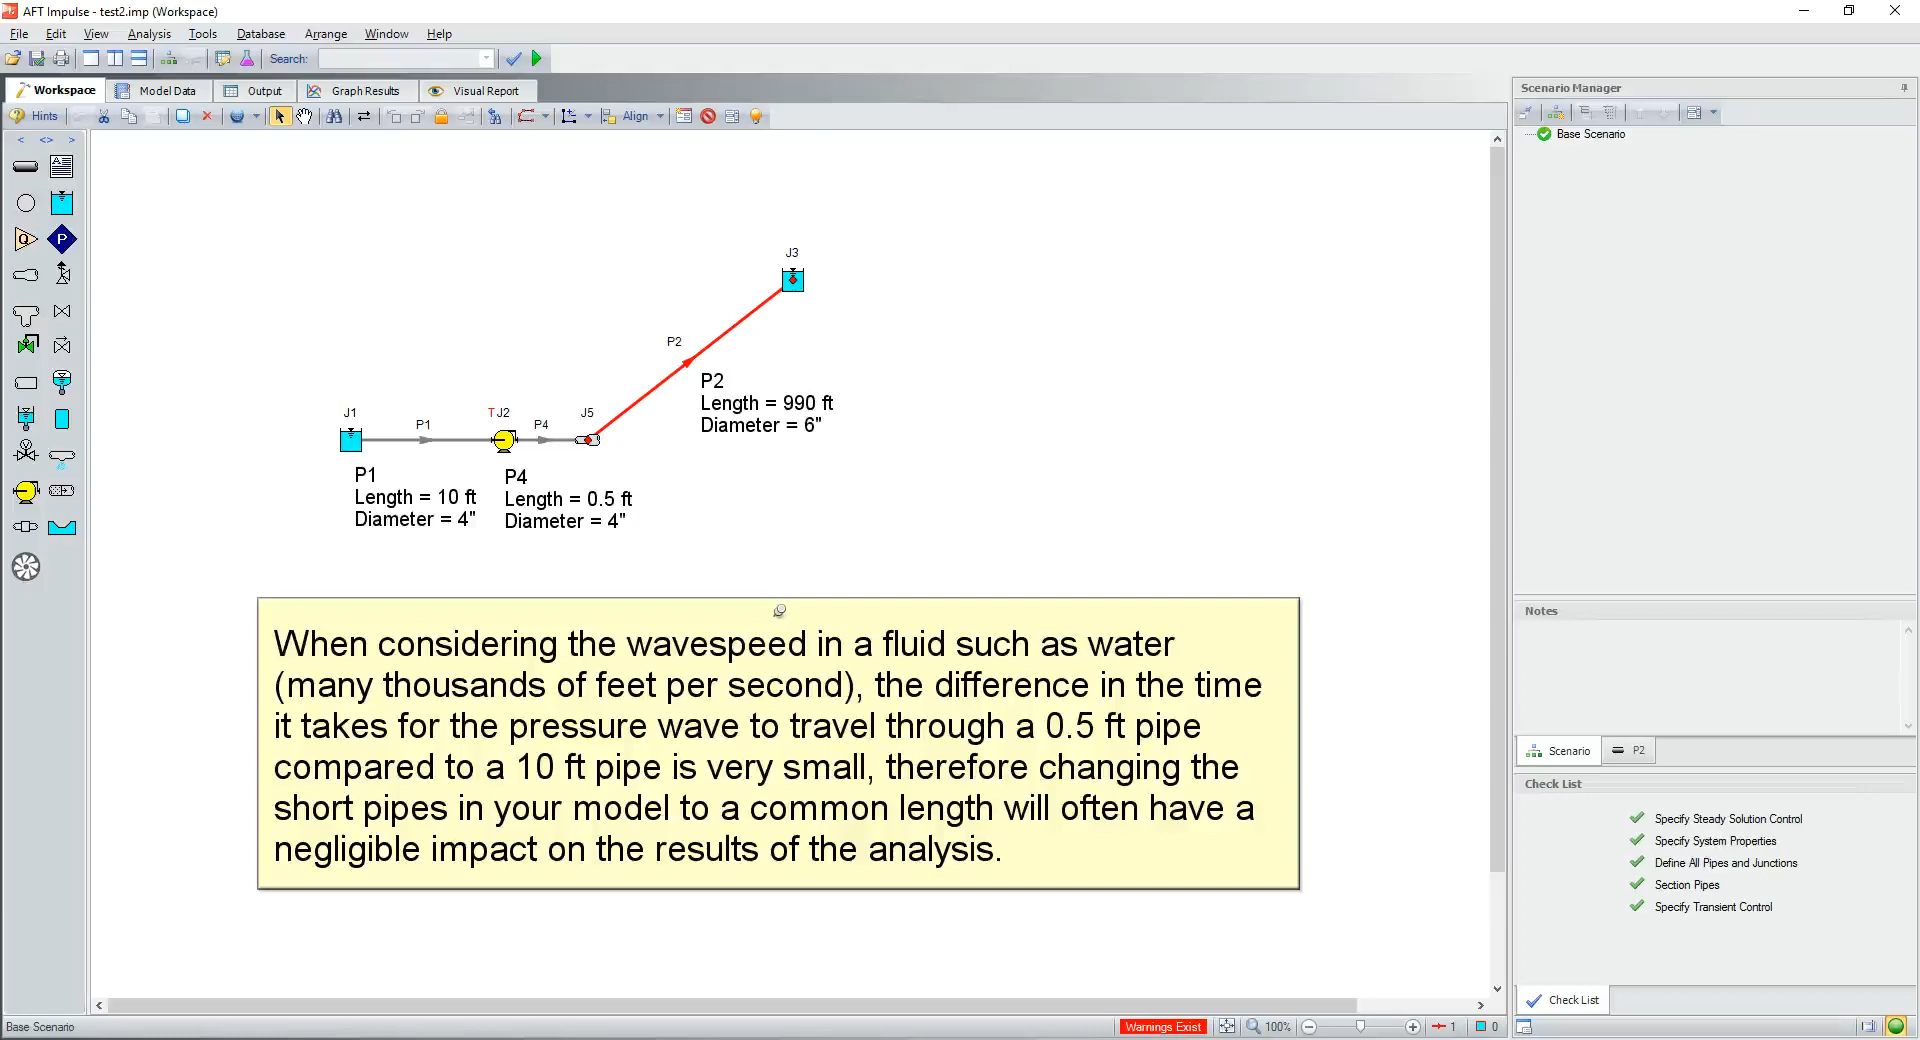 AFT Impulse - test2.imp (Workspace)
File Edit View Analysis Tools Database Arrange Window Help
Search:
Workspace Model Data Output Graph Results Visual Report
Hints Align
< <> >
A
Q P
J3
P2
P2
Length = 990 ft
Diameter = 6"
J1 P1 T J2 P4 J5
P1
Length = 10 ft
Diameter = 4"
P4
Length = 0.5 ft
Diameter = 4"
When considering the wavespeed in a fluid such as water
(many thousands of feet per second), the difference in the time
it takes for the pressure wave to travel through a 0.5 ft pipe
compared to a 10 ft pipe is very small, therefore changing the
short pipes in your model to a common length will often have a
negligible impact on the results of the analysis.
Scenario Manager
Base Scenario
Notes
Scenario P2
Check List
Specify Steady Solution Control
Specify System Properties
Define All Pipes and Junctions
Section Pipes
Specify Transient Control
Check List
Base Scenario
Warnings Exist 100% 1 0